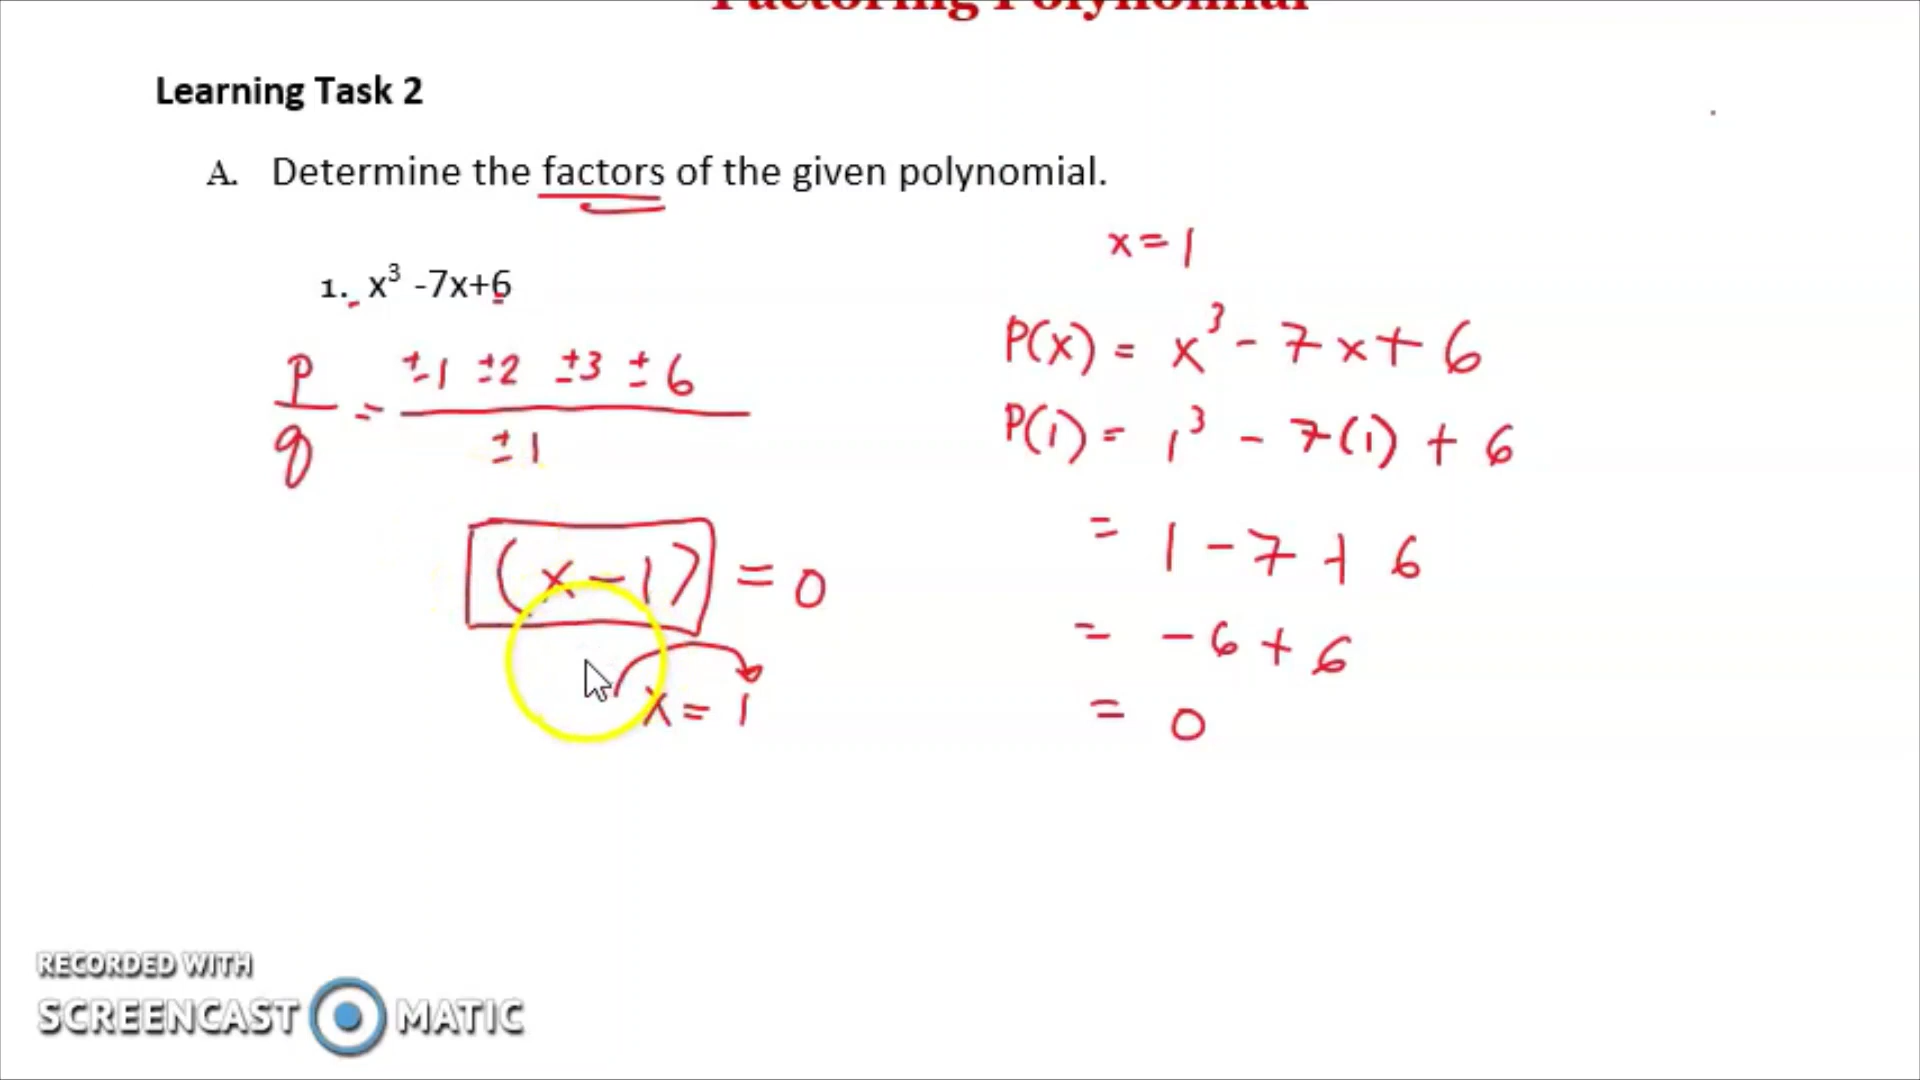 Factoring Polynomial
Learning Task 2
A. Determine the factors of the given polynomial.
x = 1
1. x³ -7x+6
P(x) = x³ - 7x + 6
p/q = ±1 ±2 ±3 ±6 / ±1
P(1) = 1³ - 7(1) + 6
(x - 1) = 0
= 1 - 7 + 6
= -6 + 6
x = 1
= 0
RECORDED WITH
SCREENCAST MATIC